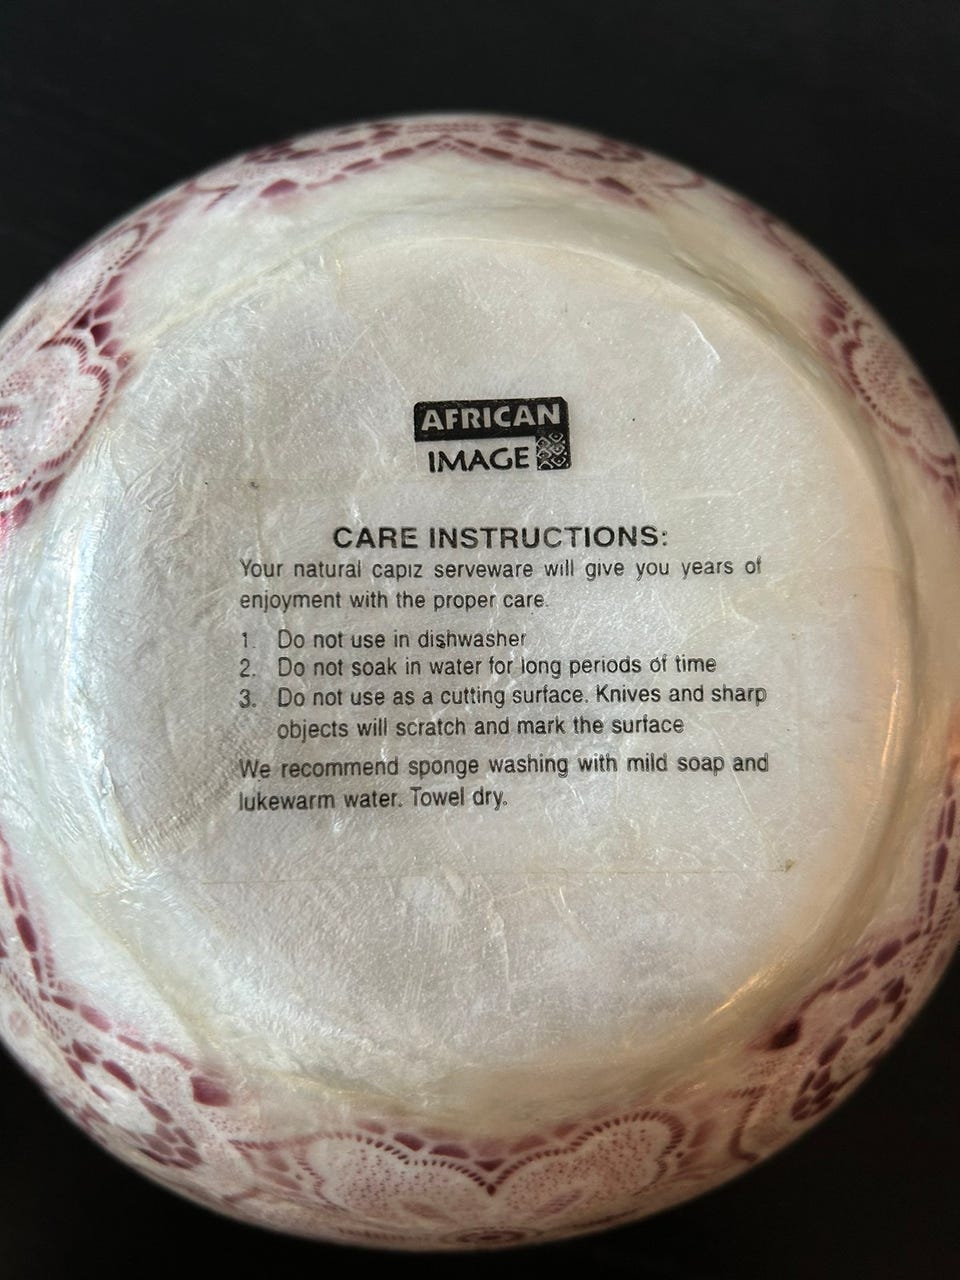 AFRICAN
IMAGE
CARE INSTRUCTIONS:
Your natural capiz serveware will give you years of
enjoyment with the proper care.
1. Do not use in dishwasher
2. Do not soak in water for long periods of time
3. Do not use as a cutting surface. Knives and sharp
objects will scratch and mark the surface
We recommend sponge washing with mild soap and
lukewarm water. Towel dry.